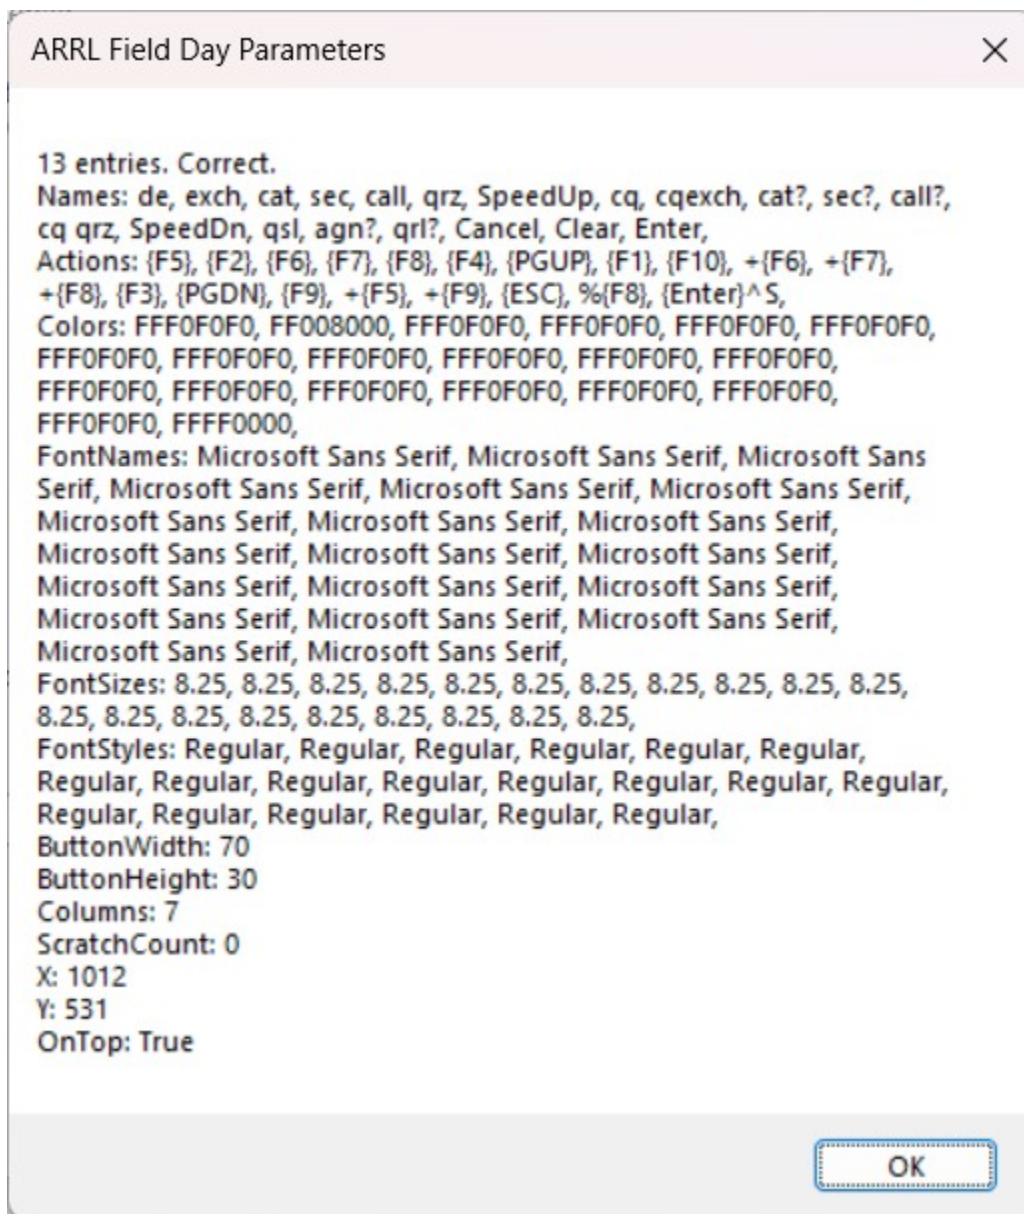 ARRL Field Day Parameters
13 entries. Correct.
Names: de, exch, cat, sec, call, qrz, SpeedUp, cq, cqexch, cat?, sec?, call?,
cq qrz, SpeedDn, qsl, agn?, qrl?, Cancel, Clear, Enter,
Actions: {F5}, {F2}, {F6}, {F7}, {F8}, {F4}, {PGUP}, {F1}, {F10}, +{F6}, +{F7},
+{F8}, {F3}, {PGDN}, {F9}, +{F5}, +{F9}, {ESC}, %{F8}, {Enter}^S,
Colors: FFF0F0F0, FF008000, FFF0F0F0, FFF0F0F0, FFF0F0F0, FFF0F0F0,
FFF0F0F0, FFF0F0F0, FFF0F0F0, FFF0F0F0, FFF0F0F0, FFF0F0F0,
FFF0F0F0, FFF0F0F0, FFF0F0F0, FFF0F0F0, FFF0F0F0, FFF0F0F0,
FFF0F0F0, FFFF0000,
FontNames: Microsoft Sans Serif, Microsoft Sans Serif, Microsoft Sans
Serif, Microsoft Sans Serif, Microsoft Sans Serif, Microsoft Sans Serif,
Microsoft Sans Serif, Microsoft Sans Serif, Microsoft Sans Serif,
Microsoft Sans Serif, Microsoft Sans Serif, Microsoft Sans Serif,
Microsoft Sans Serif, Microsoft Sans Serif, Microsoft Sans Serif,
Microsoft Sans Serif, Microsoft Sans Serif, Microsoft Sans Serif,
Microsoft Sans Serif, Microsoft Sans Serif,
FontSizes: 8.25, 8.25, 8.25, 8.25, 8.25, 8.25, 8.25, 8.25, 8.25, 8.25, 8.25,
8.25, 8.25, 8.25, 8.25, 8.25, 8.25, 8.25, 8.25, 8.25,
FontStyles: Regular, Regular, Regular, Regular, Regular, Regular,
Regular, Regular, Regular, Regular, Regular, Regular, Regular, Regular,
Regular, Regular, Regular, Regular, Regular, Regular,
ButtonWidth: 70
ButtonHeight: 30
Columns: 7
ScratchCount: 0
X: 1012
Y: 531
OnTop: True
OK